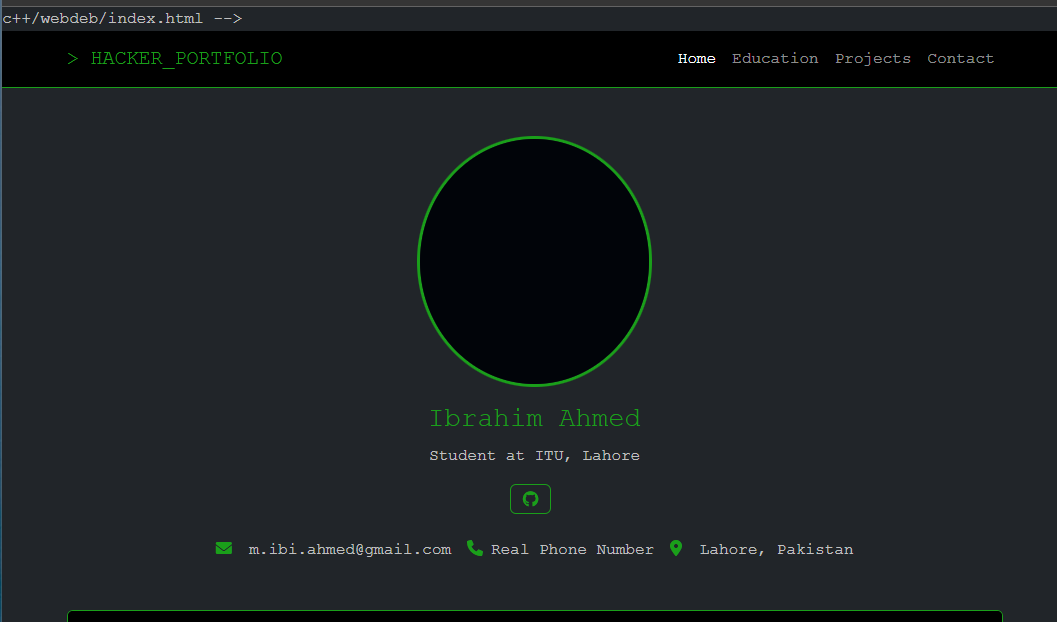 c++/webdeb/index.html -->
> HACKER_PORTFOLIO Home Education Projects Contact
Ibrahim Ahmed
Student at ITU, Lahore
m.ibi.ahmed@gmail.com Real Phone Number Lahore, Pakistan